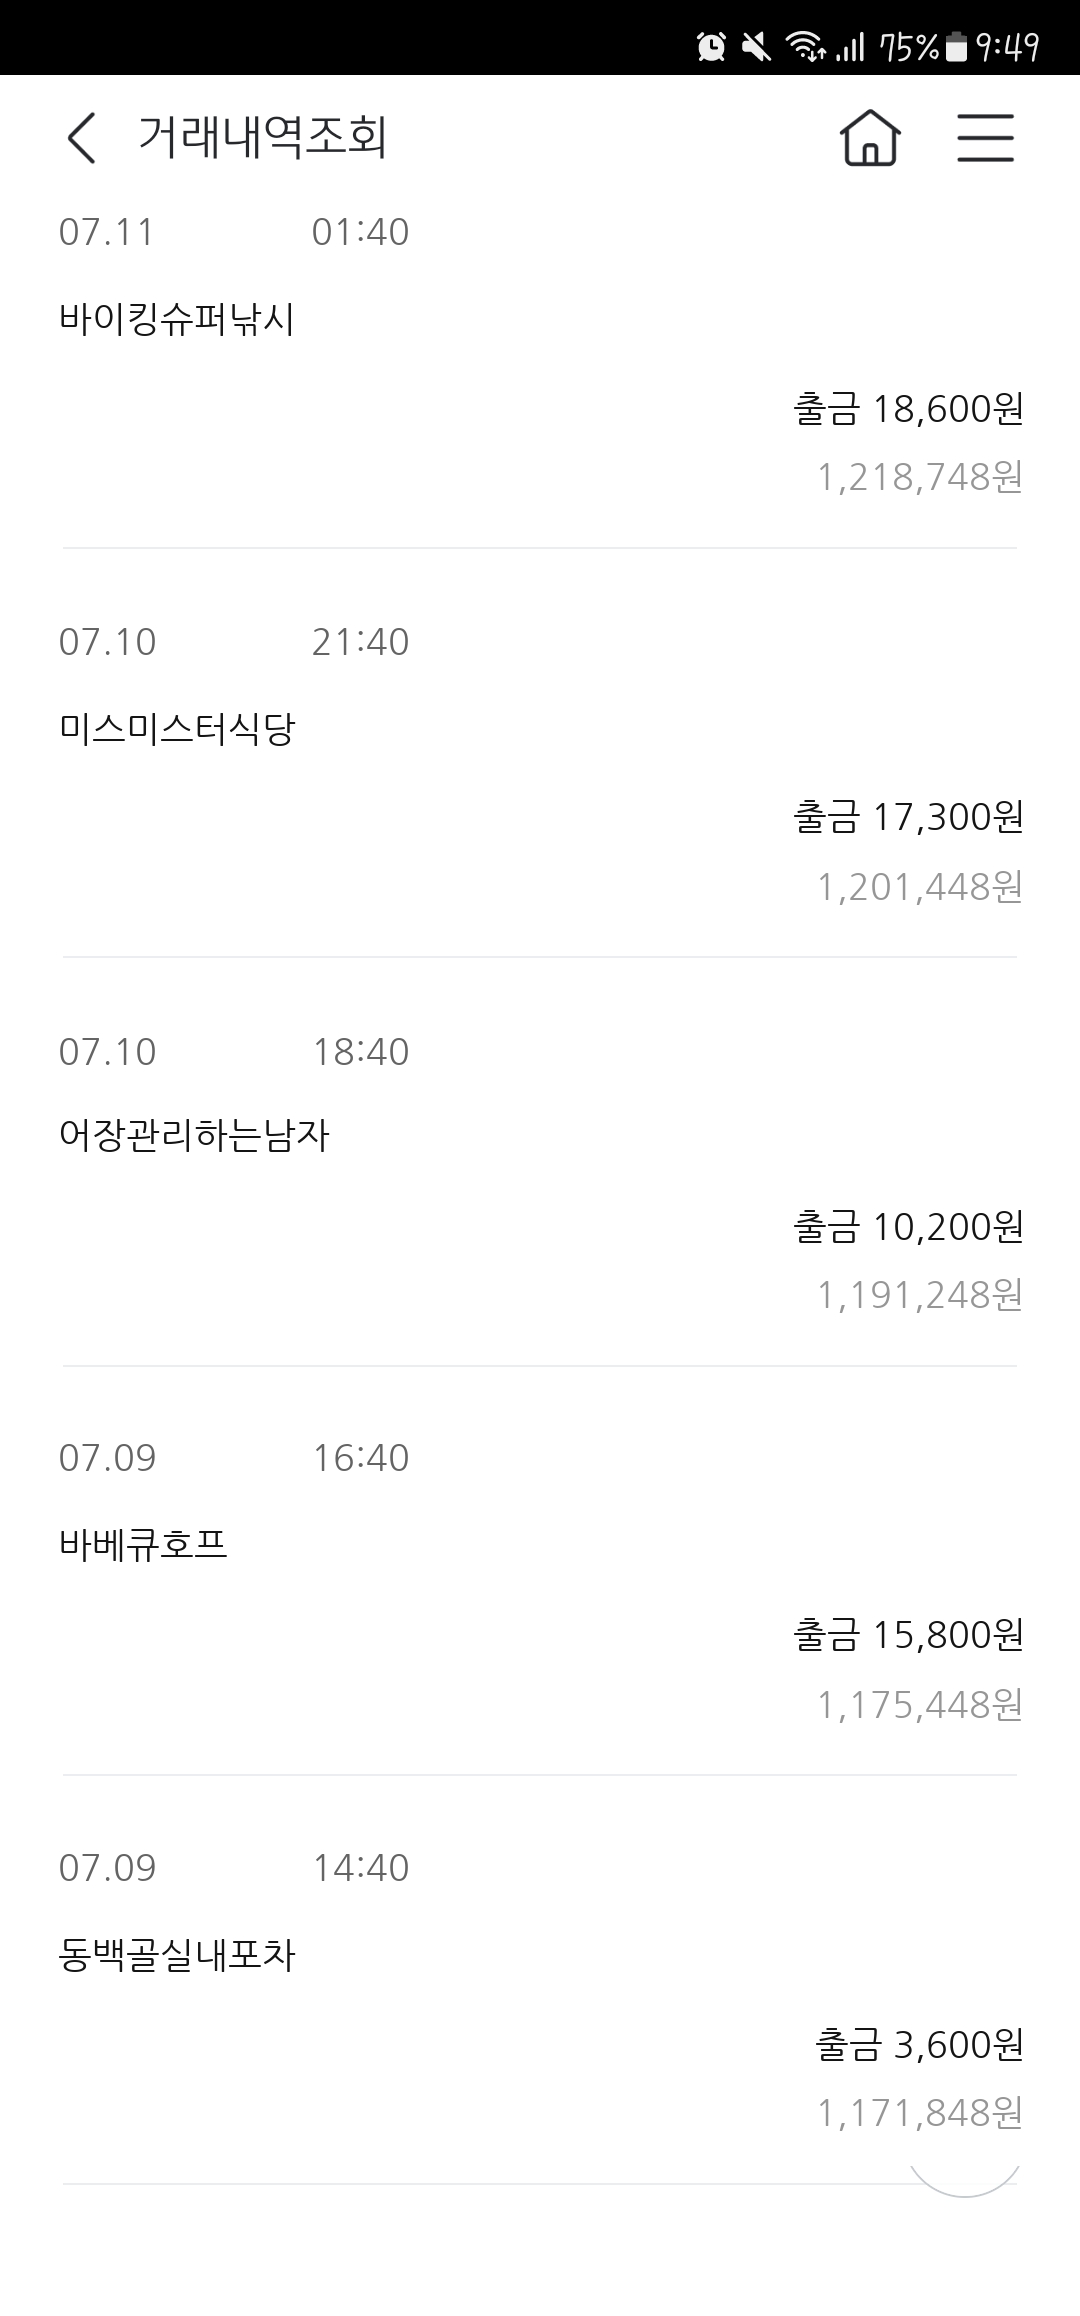 75% 9:49
거래내역조회
07.11 01:40
바이킹슈퍼낚시
출금 18,600원
1,218,748원
07.10 21:40
미스미스터식당
출금 17,300원
1,201,448원
07.10 18:40
어장관리하는남자
출금 10,200원
1,191,248원
07.09 16:40
바베큐호프
출금 15,800원
1,175,448원
07.09 14:40
동백골실내포차
출금 3,600원
1,171,848원